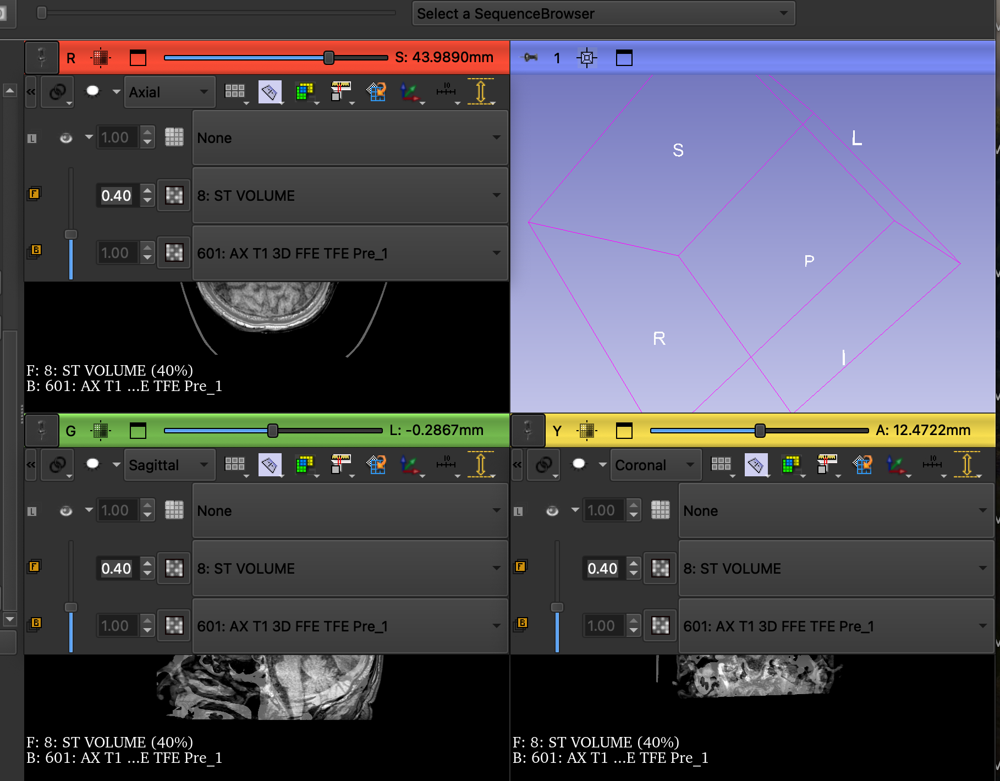 Select a SequenceBrowser
R
S: 43.9890mm
1
Axial
10
L
1.00
None
F
0.40
8: ST VOLUME
B
1.00
601: AX T1 3D FFE TFE Pre_1
F: 8: ST VOLUME (40%)
B: 601: AX T1 ...E TFE Pre_1
S
L
P
R
I
G
L: -0.2867mm
Sagittal
10
L
1.00
None
F
0.40
8: ST VOLUME
B
1.00
601: AX T1 3D FFE TFE Pre_1
F: 8: ST VOLUME (40%)
B: 601: AX T1 ...E TFE Pre_1
Y
A: 12.4722mm
Coronal
10
L
1.00
None
F
0.40
8: ST VOLUME
B
1.00
601: AX T1 3D FFE TFE Pre_1
F: 8: ST VOLUME (40%)
B: 601: AX T1 ...E TFE Pre_1